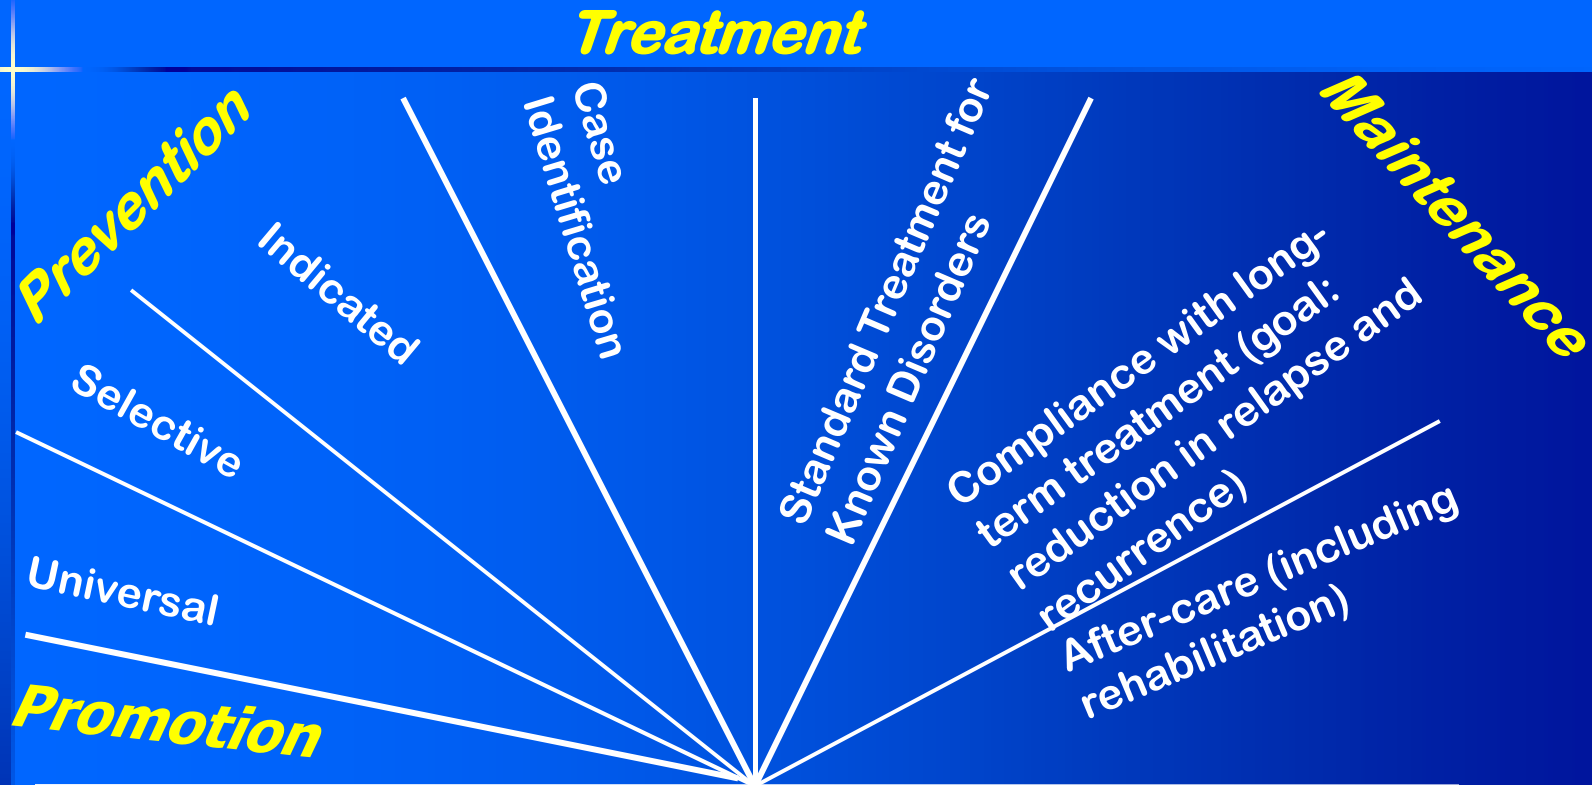 Treatment
Prevention
Indicated
Selective
Universal
Promotion
Case
Identification
Standard Treatment for
Known Disorders
Maintenance
Compliance with long-
term treatment (goal:
reduction in relapse and
recurrence)
After-care (including
rehabilitation)